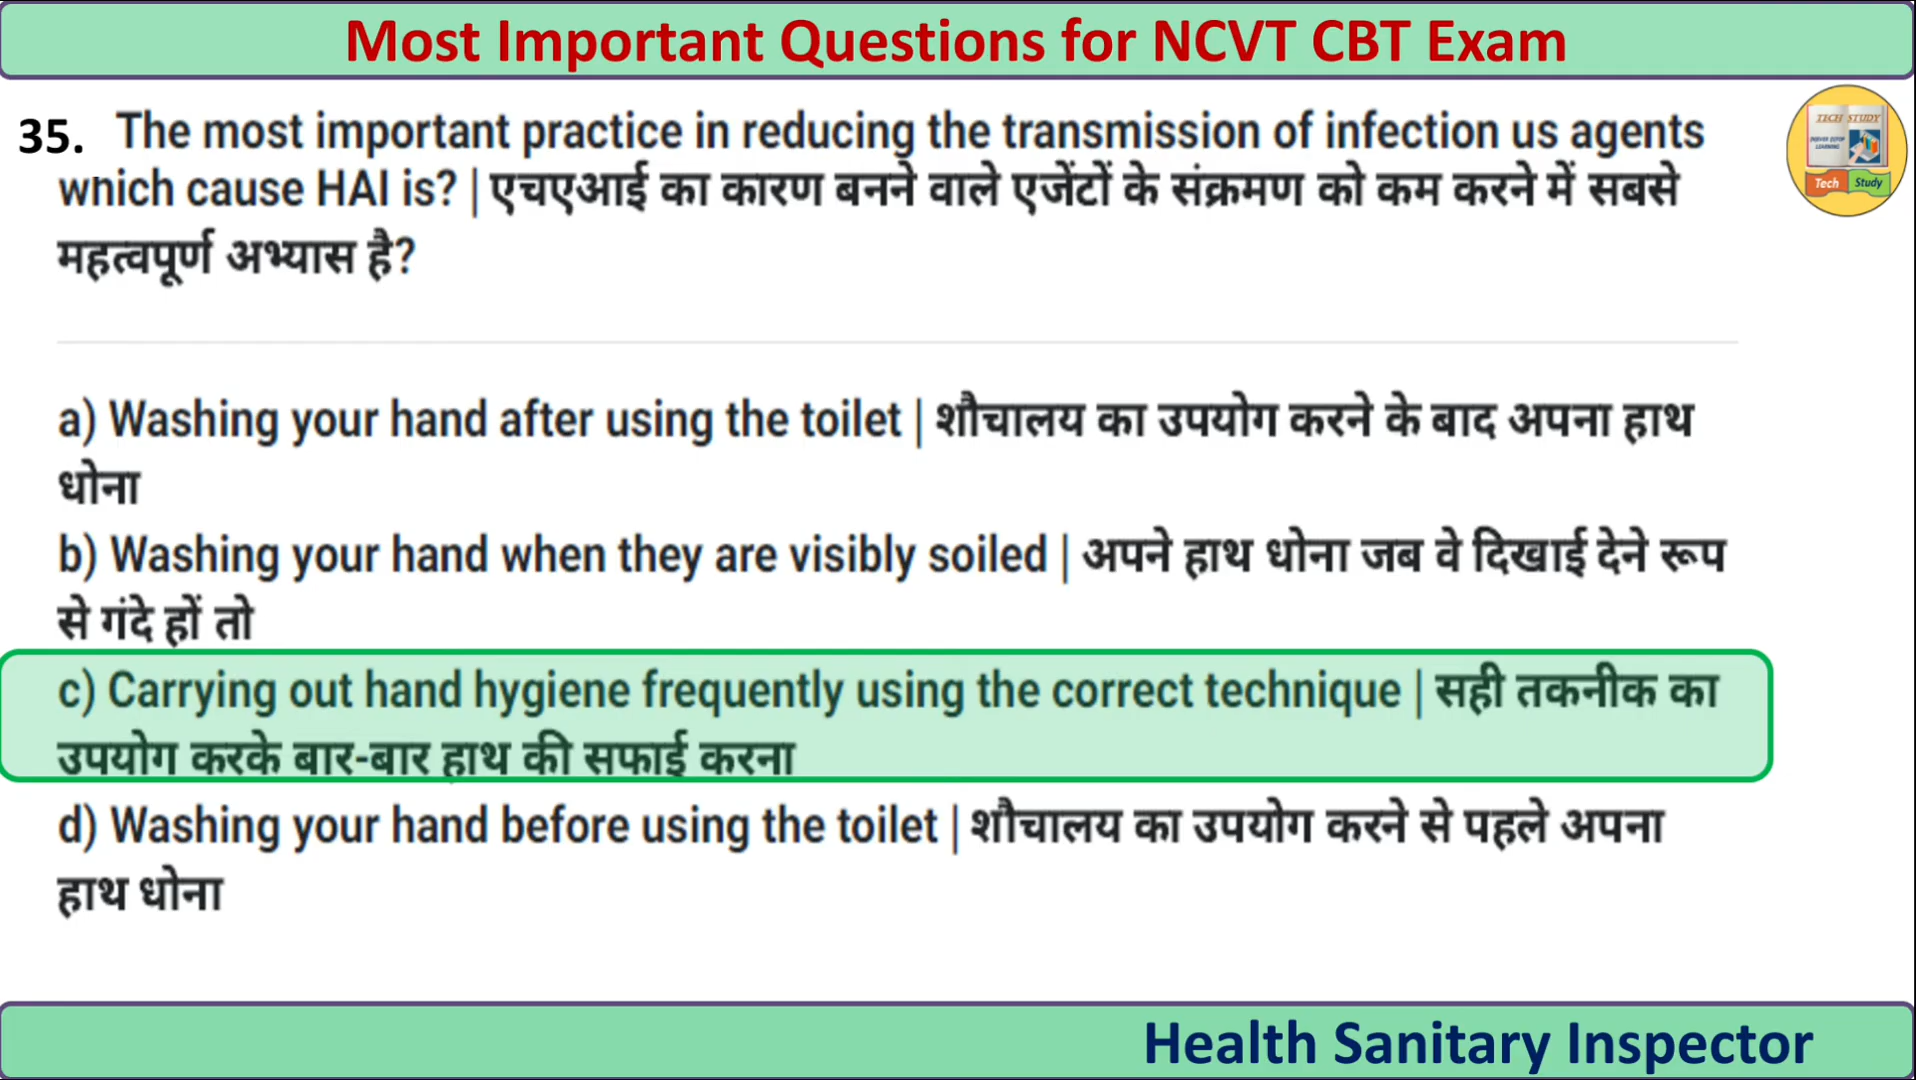 Most Important Questions for NCVT CBT Exam
35. The most important practice in reducing the transmission of infection us agents
which cause HAI is? | एचएआई का कारण बनने वाले एजेंटों के संक्रमण को कम करने में सबसे
महत्वपूर्ण अभ्यास है?
TECH STUDY
LEARNING
Tech Study
a) Washing your hand after using the toilet | शौचालय का उपयोग करने के बाद अपना हाथ
धोना
b) Washing your hand when they are visibly soiled | अपने हाथ धोना जब वे दिखाई देने रूप
से गंदे हों तो
c) Carrying out hand hygiene frequently using the correct technique | सही तकनीक का
उपयोग करके बार-बार हाथ की सफाई करना
d) Washing your hand before using the toilet | शौचालय का उपयोग करने से पहले अपना
हाथ धोना
Health Sanitary Inspector